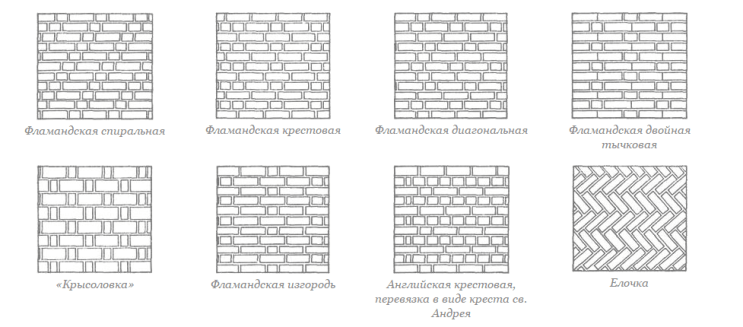 Фламандская спиральная
Фламандская крестовая
Фламандская диагональная
Фламандская двойная
тычковая
«Крысоловка»
Фламандская изгородь
Английская крестовая,
перевязка в виде креста св.
Андрея
Елочка